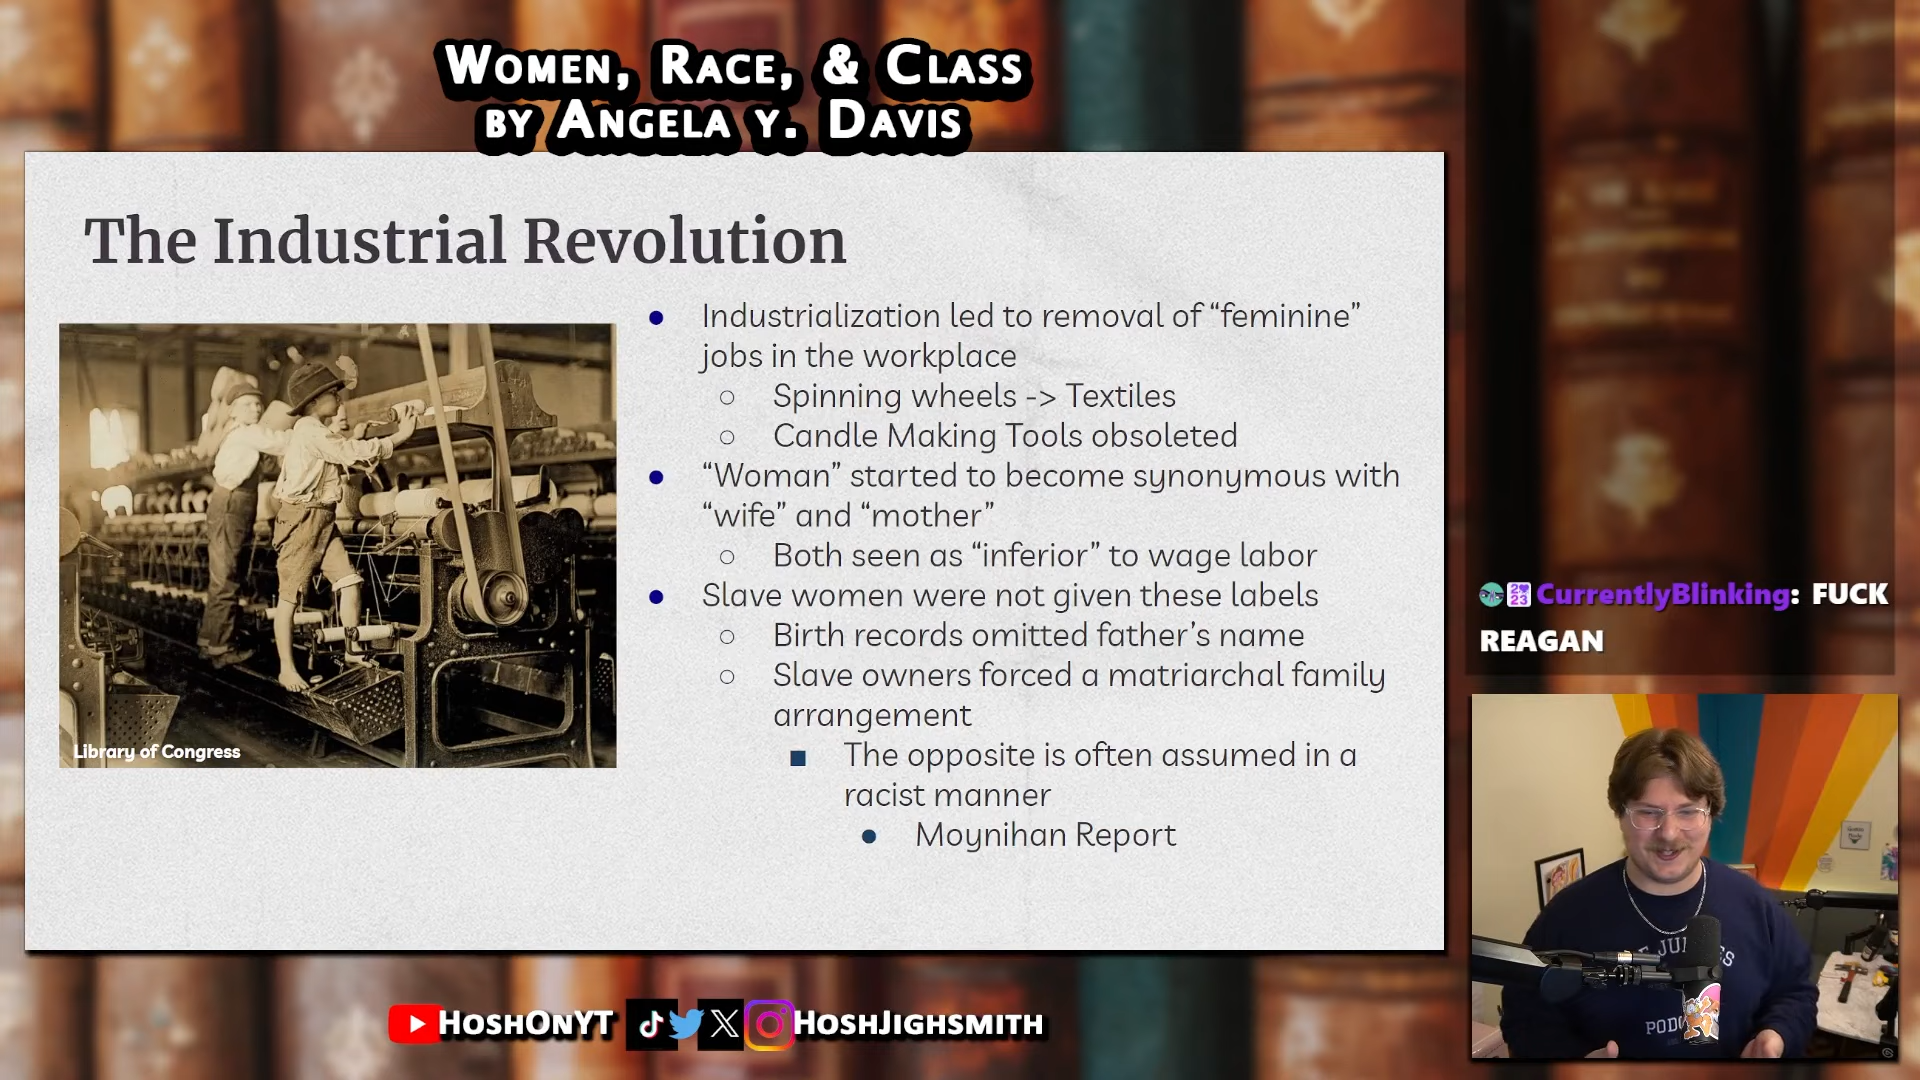 Women, Race, & Class
by Angela y. Davis
The Industrial Revolution
● Industrialization led to removal of “feminine”
jobs in the workplace
○ Spinning wheels -> Textiles
○ Candle Making Tools obsoleted
● “Woman” started to become synonymous with
“wife” and “mother”
○ Both seen as “inferior” to wage labor
● Slave women were not given these labels
○ Birth records omitted father’s name
○ Slave owners forced a matriarchal family
arrangement
■ The opposite is often assumed in a
racist manner
● Moynihan Report
Library of Congress
CurrentlyBlinking: FUCK
REAGAN
HoshOnYT
HoshJighsmith